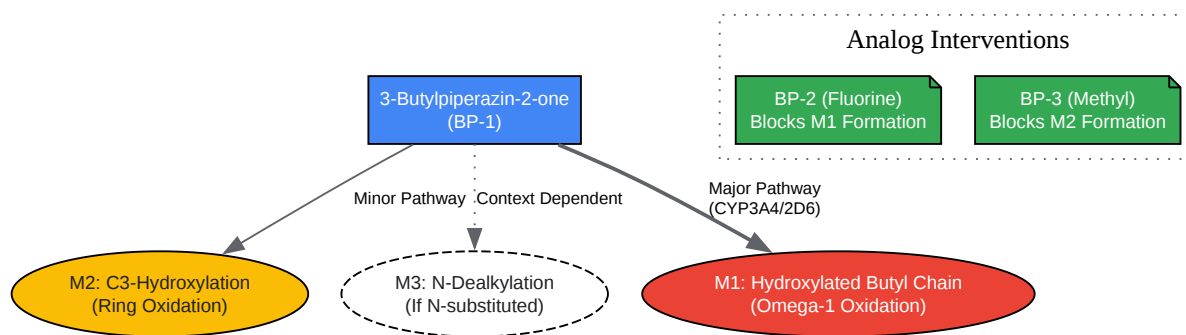 Analog Interventions
3-Butylpiperazin-2-one
(BP-1)
BP-2 (Fluorine)
Blocks M1 Formation
BP-3 (Methyl)
Blocks M2 Formation
Minor Pathway
Context Dependent
Major Pathway
(CYP3A4/2D6)
M2: C3-Hydroxylation
(Ring Oxidation)
M3: N-Dealkylation
(If N-substituted)
M1: Hydroxylated Butyl Chain
(Omega-1 Oxidation)